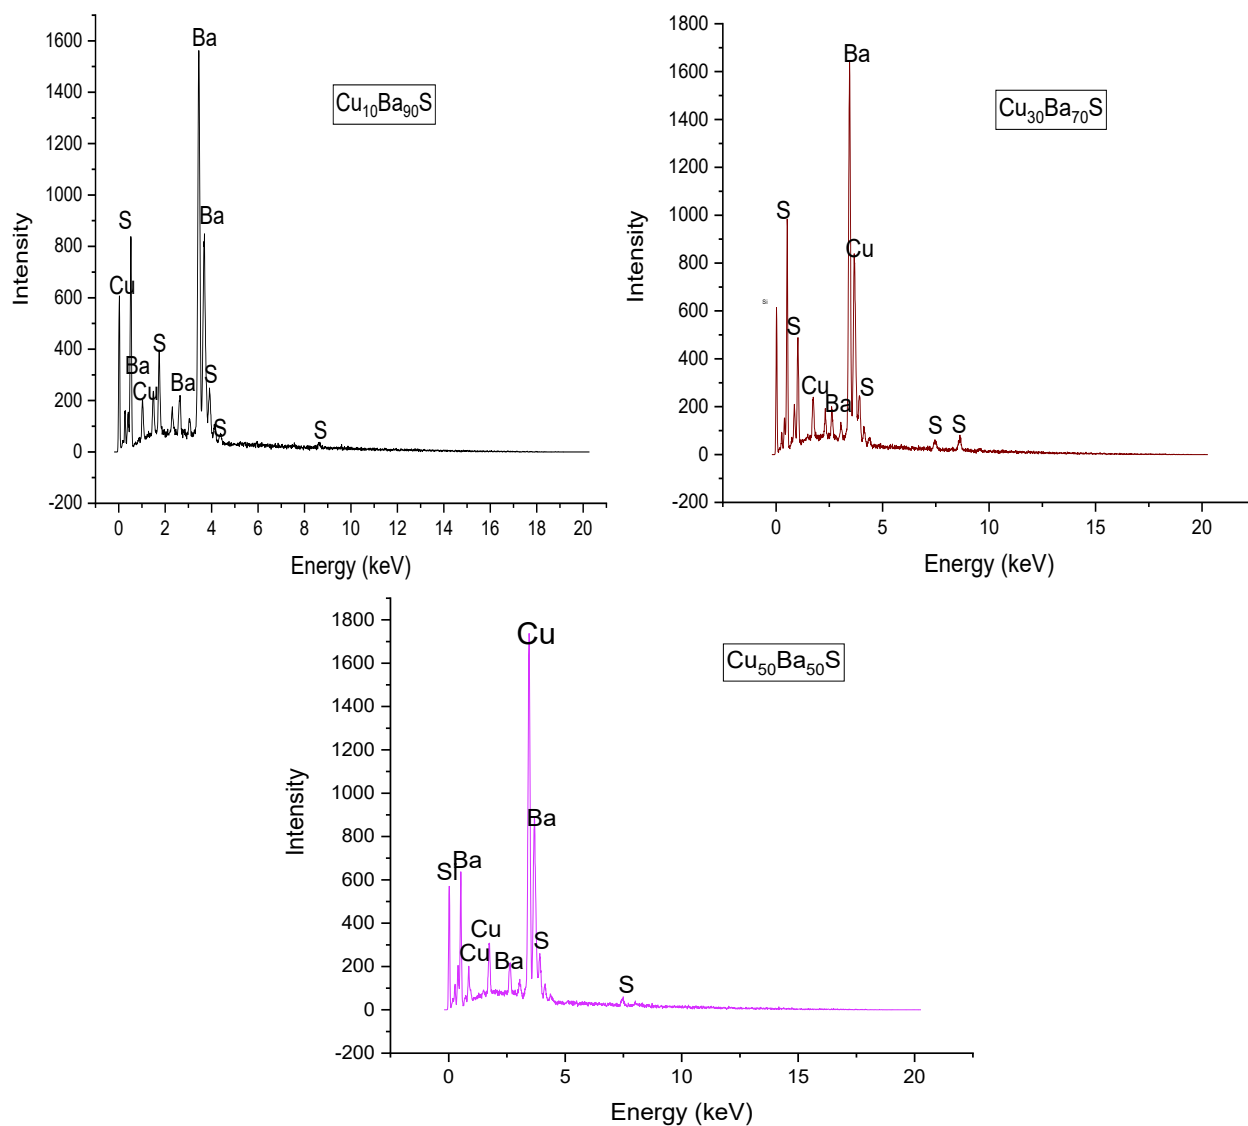 Cu10Ba90S
Intensity
1600
1400
1200
1000
800
600
400
200
0
-200
Cu
S
Ba
Cu
S
Ba
Ba
Ba
S
S
S
0 2 4 6 8 10 12 14 16 18 20
Energy (keV)
Cu30Ba70S
Intensity
1800
1600
1400
1200
1000
800
600
400
200
0
-200
Si
S
S
Cu
Ba
Ba
Cu
S
S
S
0 5 10 15 20
Energy (keV)
Cu50Ba50S
Intensity
1800
1600
1400
1200
1000
800
600
400
200
0
-200
SI
Ba
Cu
Cu
Ba
Cu
Ba
S
S
0 5 10 15 20
Energy (keV)